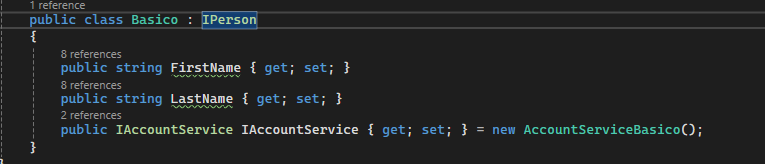 1 reference
public class Basico : IPerson
{
8 references
public string FirstName { get; set; }
8 references
public string LastName { get; set; }
2 references
public IAccountService IAccountService { get; set; } = new AccountServiceBasico();
}